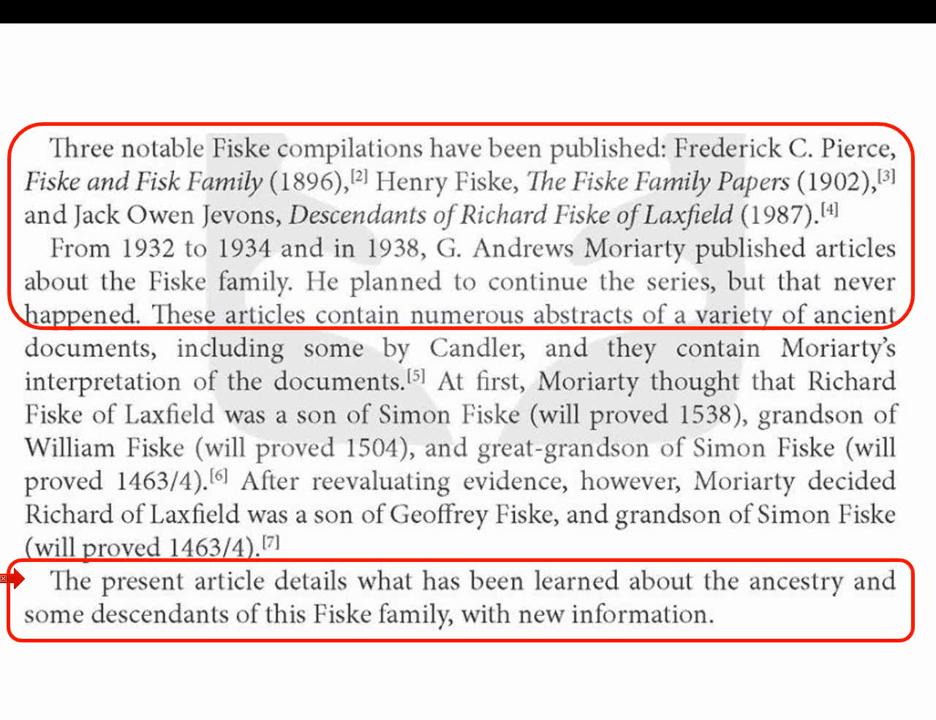 Three notable Fiske compilations have been published: Frederick C. Pierce,
Fiske and Fisk Family (1896),[2] Henry Fiske, The Fiske Family Papers (1902),[3]
and Jack Owen Jevons, Descendants of Richard Fiske of Laxfield (1987).[4]
From 1932 to 1934 and in 1938, G. Andrews Moriarty published articles
about the Fiske family. He planned to continue the series, but that never
happened. These articles contain numerous abstracts of a variety of ancient
documents, including some by Candler, and they contain Moriarty's
interpretation of the documents.[5] At first, Moriarty thought that Richard
Fiske of Laxfield was a son of Simon Fiske (will proved 1538), grandson of
William Fiske (will proved 1504), and great-grandson of Simon Fiske (will
proved 1463/4).[6] After reevaluating evidence, however, Moriarty decided
Richard of Laxfield was a son of Geoffrey Fiske, and grandson of Simon Fiske
(will proved 1463/4).[7]
The present article details what has been learned about the ancestry and
some descendants of this Fiske family, with new information.